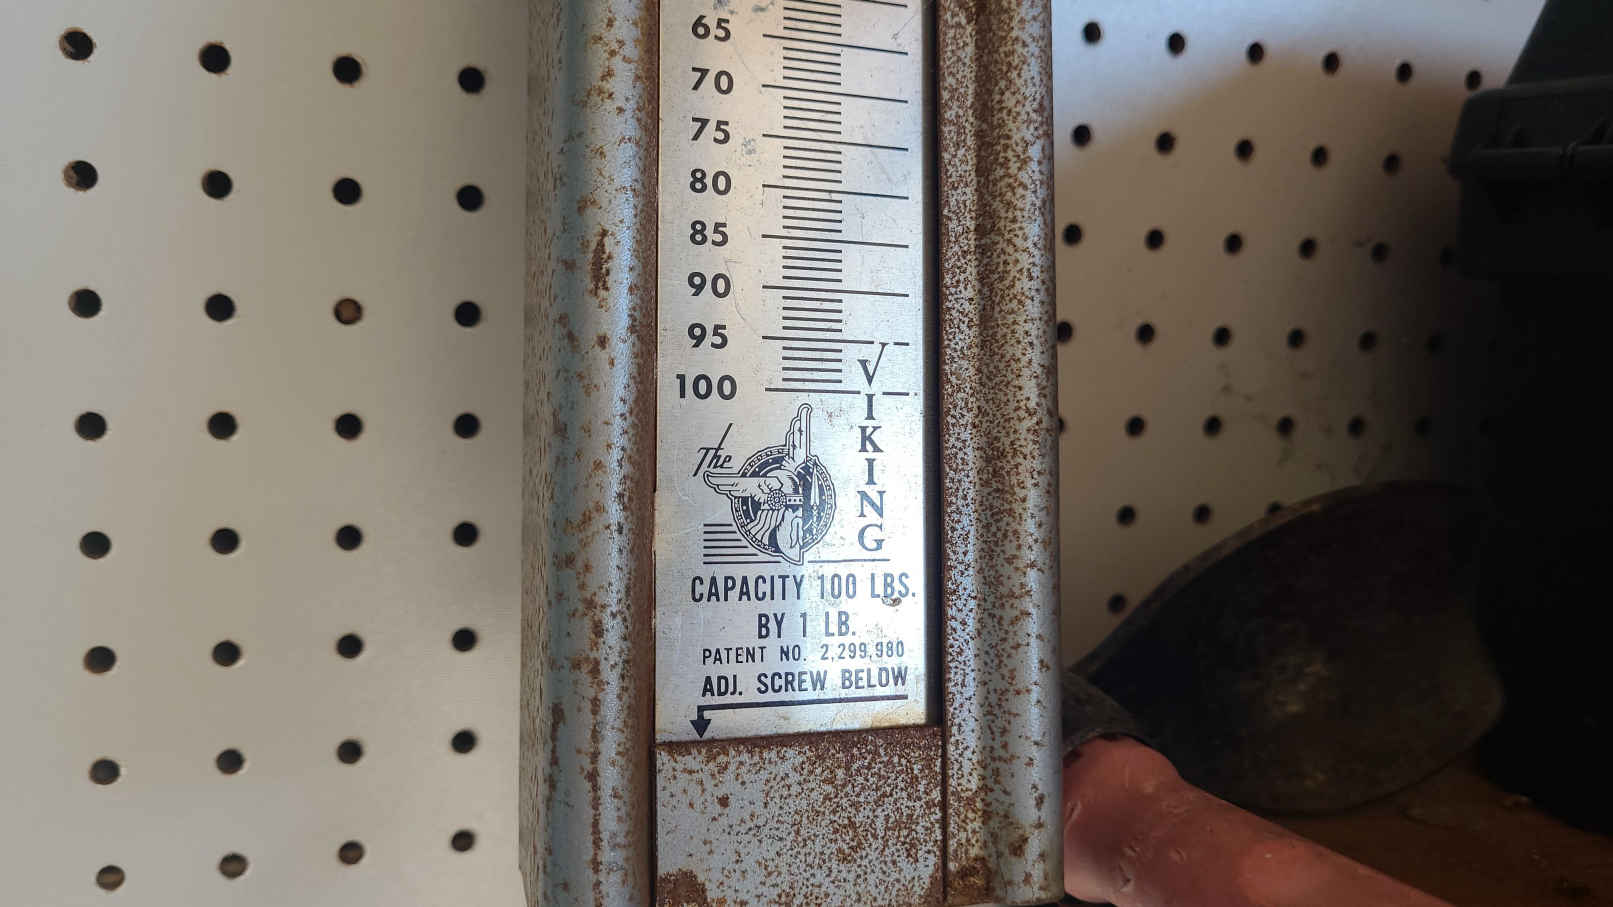 65
70
75
80
85
90
95
100
The
VIKING
CAPACITY 100 LBS.
BY 1 LB.
PATENT NO. 2,299,980
ADJ. SCREW BELOW